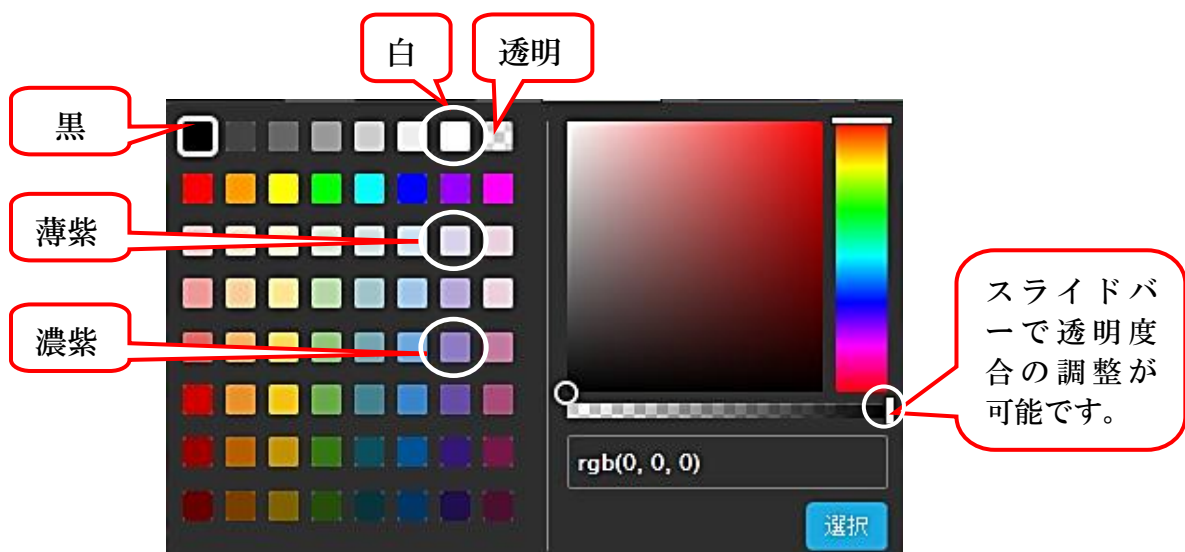 白
透明
黒
薄紫
濃紫
スライドバ
ーで透明度
合の調整が
可能です。
rgb(0, 0, 0)
選択